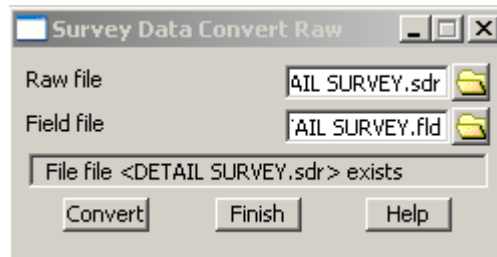 Survey Data Convert Raw
Raw file AIL SURVEY.sdr
Field file AIL SURVEY.fld
File file <DETAIL SURVEY.sdr> exists
Convert Finish Help